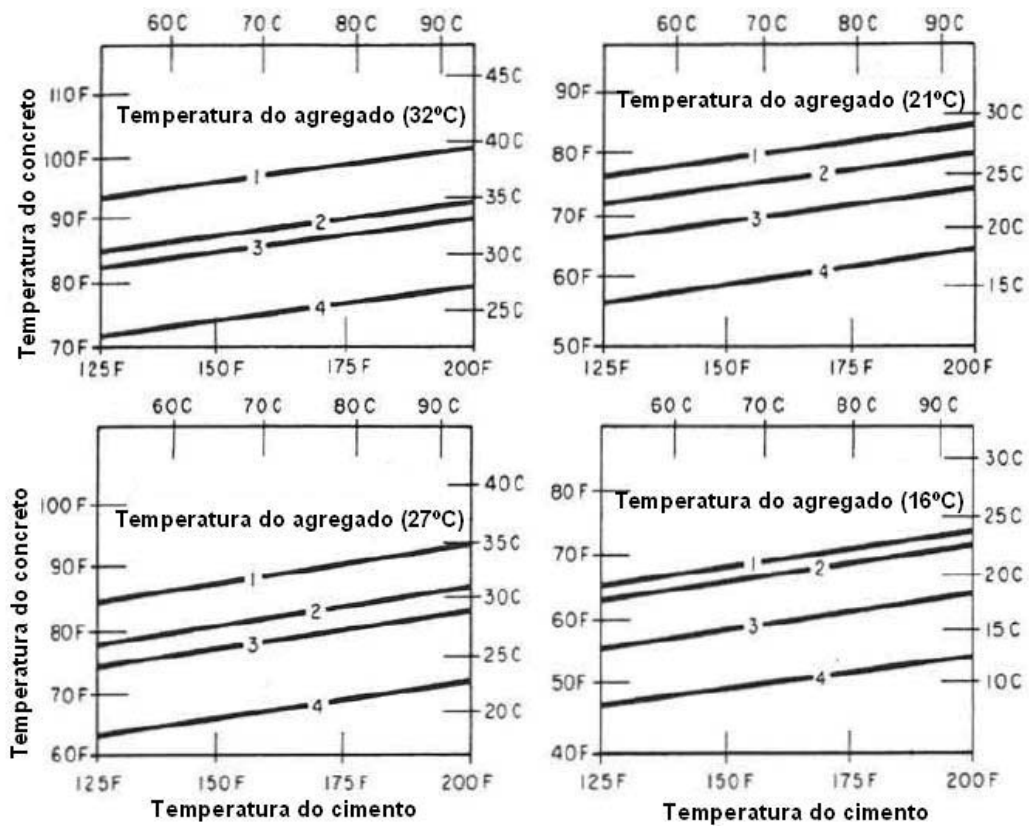 60C 70C 80C 90C
110F
100F
90F
80F
70F
45C
40C
35C
30C
25C
Temperatura do agregado (32ºC)
Temperatura do concreto
1
2
3
4
125F 150F 175F 200F
60C 70C 80C 90C
90F
80F
70F
60F
50F
30C
25C
20C
15C
Temperatura do agregado (21ºC)
1
2
3
4
125F 150F 175F 200F
60C 70C 80C 90C
100F
90F
80F
70F
60F
40C
35C
30C
25C
20C
Temperatura do agregado (27ºC)
Temperatura do concreto
1
2
3
4
125F 150F 175F 200F
Temperatura do cimento
60C 70C 80C 90C
80F
70F
60F
50F
40F
30C
25C
20C
15C
10C
Temperatura do agregado (16ºC)
1
2
3
4
125F 150F 175F 200F
Temperatura do cimento